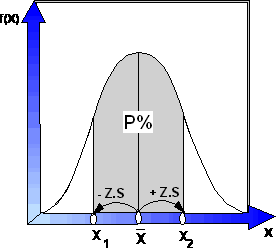 f(X)
P%
- Z.S + Z.S
x₁ x̄ x₂ x